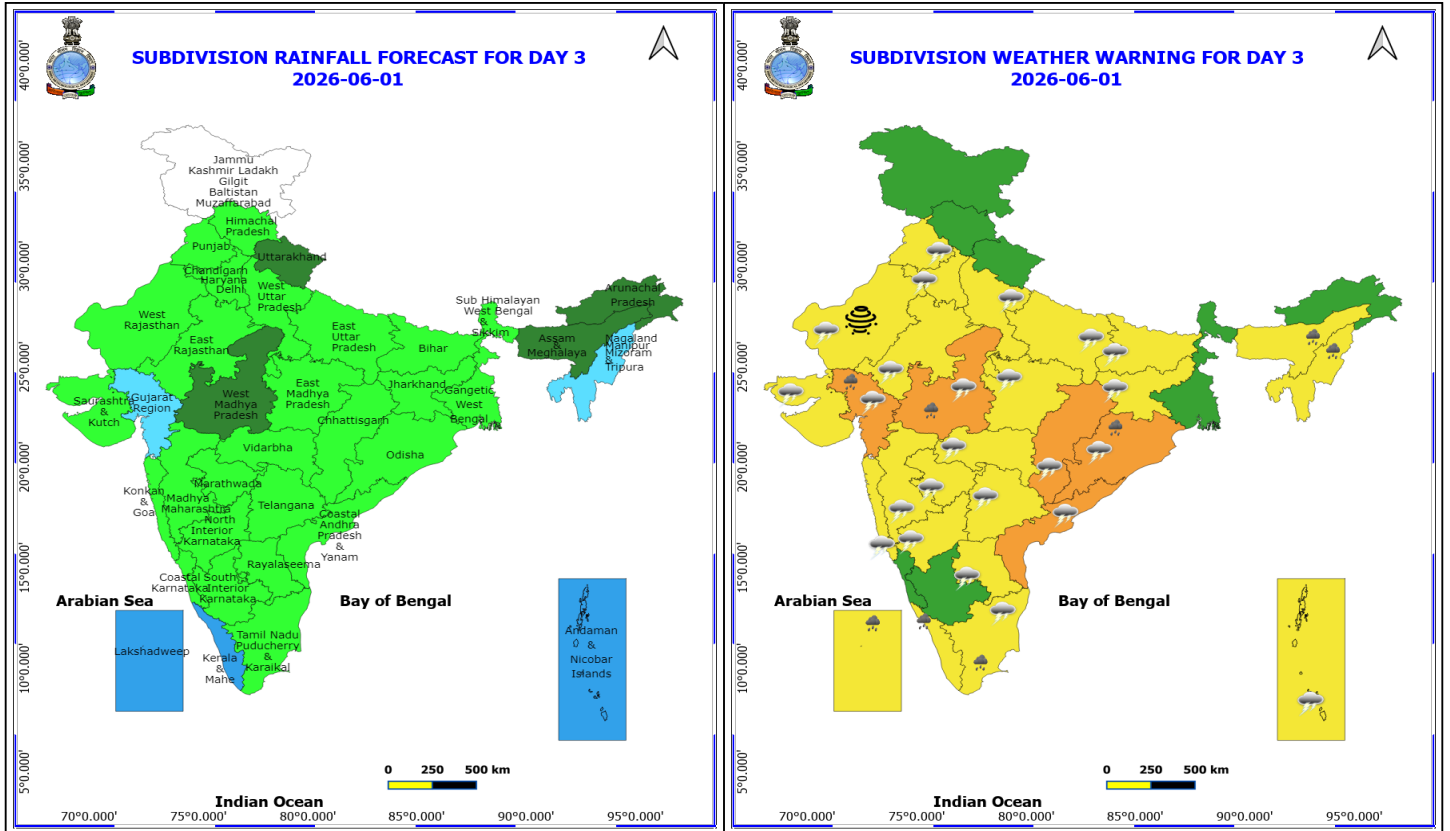 SUBDIVISION RAINFALL FORECAST FOR DAY 3
2026-06-01
40°0.000'
35°0.000'
30°0.000'
25°0.000'
20°0.000'
15°0.000'
10°0.000'
5°0.000'
Jammu
Kashmir Ladakh
Gilgit
Baltistan
Muzaffarabad
Himachal
Pradesh
Punjab
Uttarakhand
Chandigarh
Haryana
Delhi
West
Uttar
Pradesh
Arunachal
Pradesh
Sub Himalayan
West Bengal
&
Sikkim
West
Rajasthan
East
Rajasthan
East
Uttar
Pradesh
Bihar
Assam
&
Meghalaya
Nagaland
Manipur
Mizoram
&
Tripura
Saurashtra
&
Kutch
Gujarat
Region
West
Madhya
Pradesh
East
Madhya
Pradesh
Jharkhand
Gangetic
West
Bengal
Chhattisgarh
Vidarbha
Odisha
Konkan
&
Goa
Marathwada
Madhya
Maharashtra
North
Interior
Karnataka
Telangana
Coastal
Andhra
Pradesh
&
Yanam
Rayalaseema
Coastal
Karnataka
South
Interior
Karnataka
Arabian Sea
Bay of Bengal
Lakshadweep
Kerala
&
Mahe
Tamil Nadu
Puducherry
&
Karaikal
Andaman
&
Nicobar
Islands
0 250 500 km
Indian Ocean
70°0.000' 75°0.000' 80°0.000' 85°0.000' 90°0.000' 95°0.000'
SUBDIVISION WEATHER WARNING FOR DAY 3
2026-06-01
40°0.000'
35°0.000'
30°0.000'
25°0.000'
20°0.000'
15°0.000'
10°0.000'
5°0.000'
Arabian Sea
Bay of Bengal
0 250 500 km
Indian Ocean
70°0.000' 75°0.000' 80°0.000' 85°0.000' 90°0.000' 95°0.000'